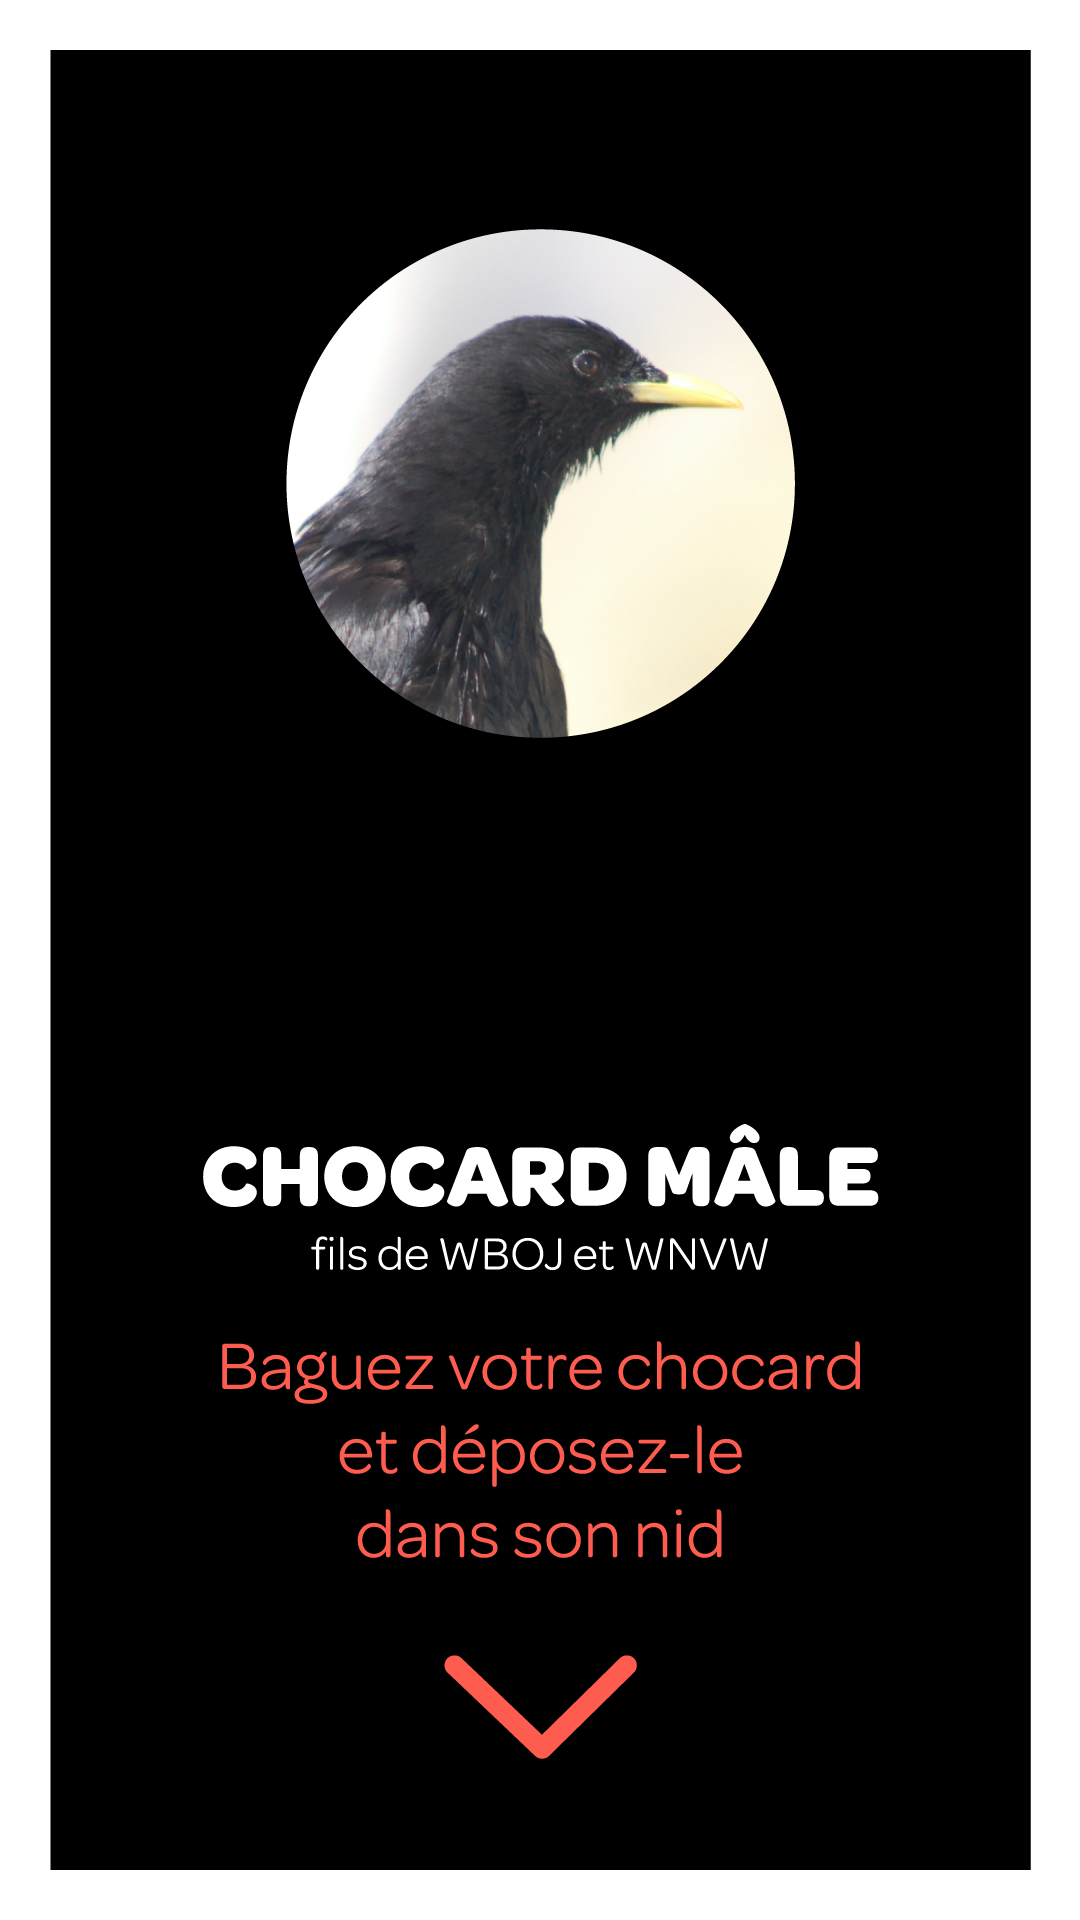 CHOCARD MÂLE
fils de WBOJ et WNVW
Baguez votre chocard
et déposez-le
dans son nid